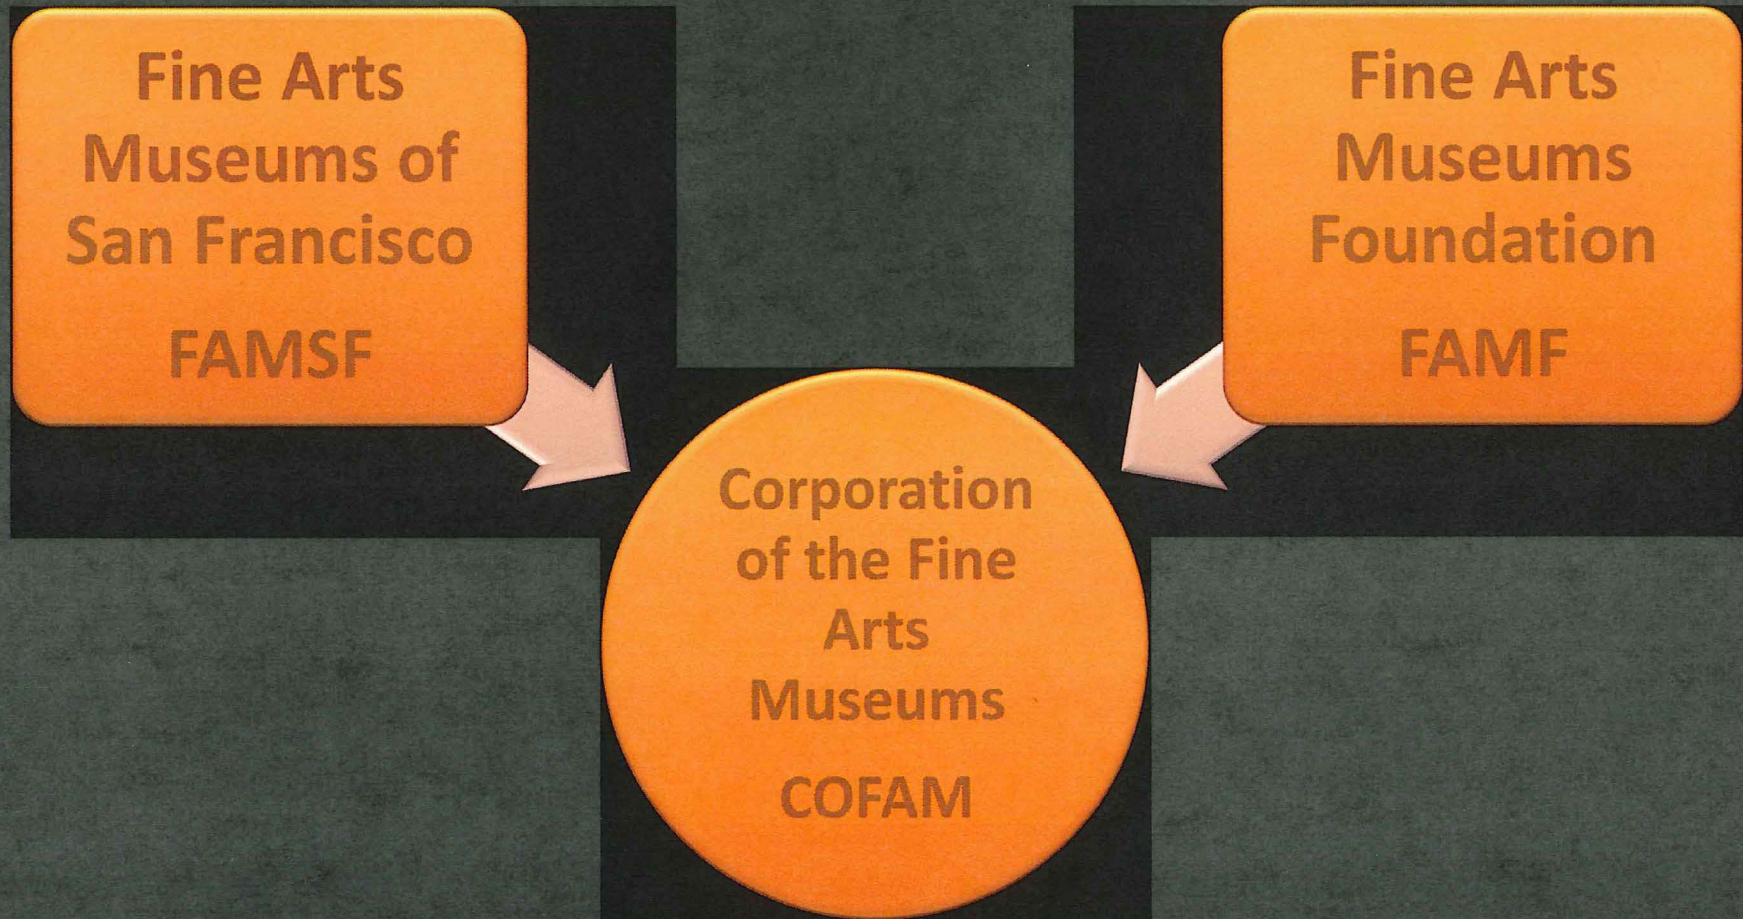 Fine Arts
Museums of
San Francisco
FAMSF
Fine Arts
Museums
Foundation
FAMF
Corporation
of the Fine
Arts
Museums
COFAM